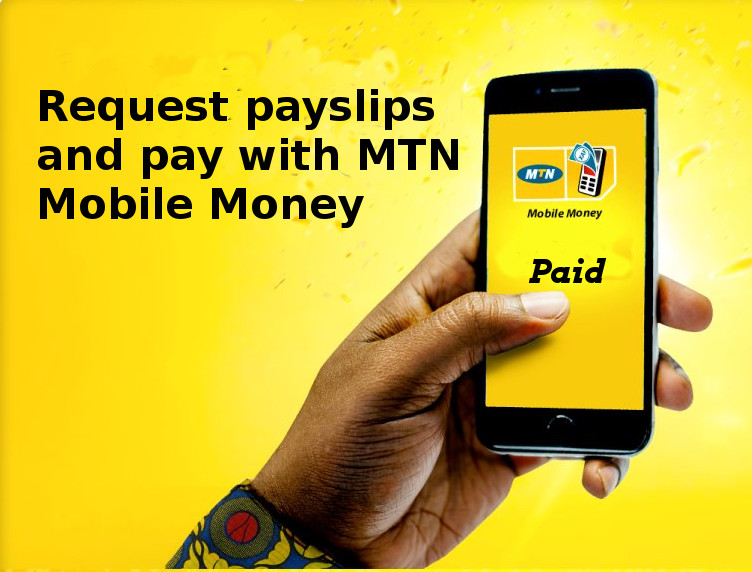 Request payslips
and pay with MTN
Mobile Money
MTN
Mobile Money
Paid